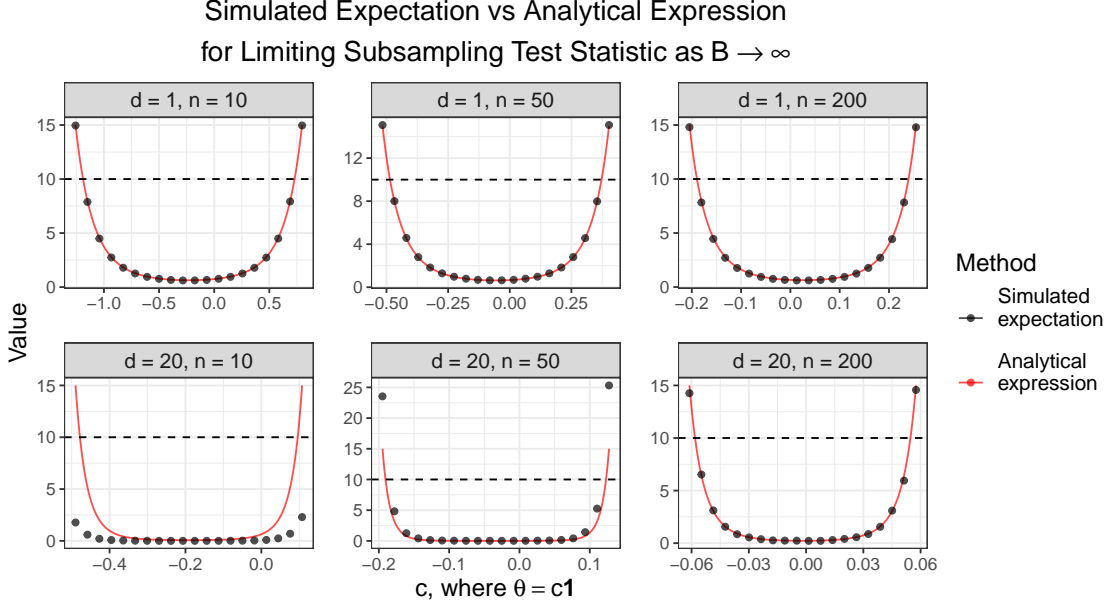 Simulated Expectation vs Analytical Expression
for Limiting Subsampling Test Statistic as B → ∞
d = 1, n = 10
d = 1, n = 50
d = 1, n = 200
15
10
5
0
12
8
4
0
15
10
5
0
−1.0 −0.5 0.0 0.5
−0.50 −0.25 0.00 0.25
−0.2 −0.1 0.0 0.1 0.2
d = 20, n = 10
d = 20, n = 50
d = 20, n = 200
15
10
5
0
25
20
15
10
5
0
15
10
5
0
−0.4 −0.2 0.0
−0.2 −0.1 0.0 0.1
−0.06 −0.03 0.00 0.03 0.06
Value
c, where θ = c1
Method
Simulated
expectation
Analytical
expression